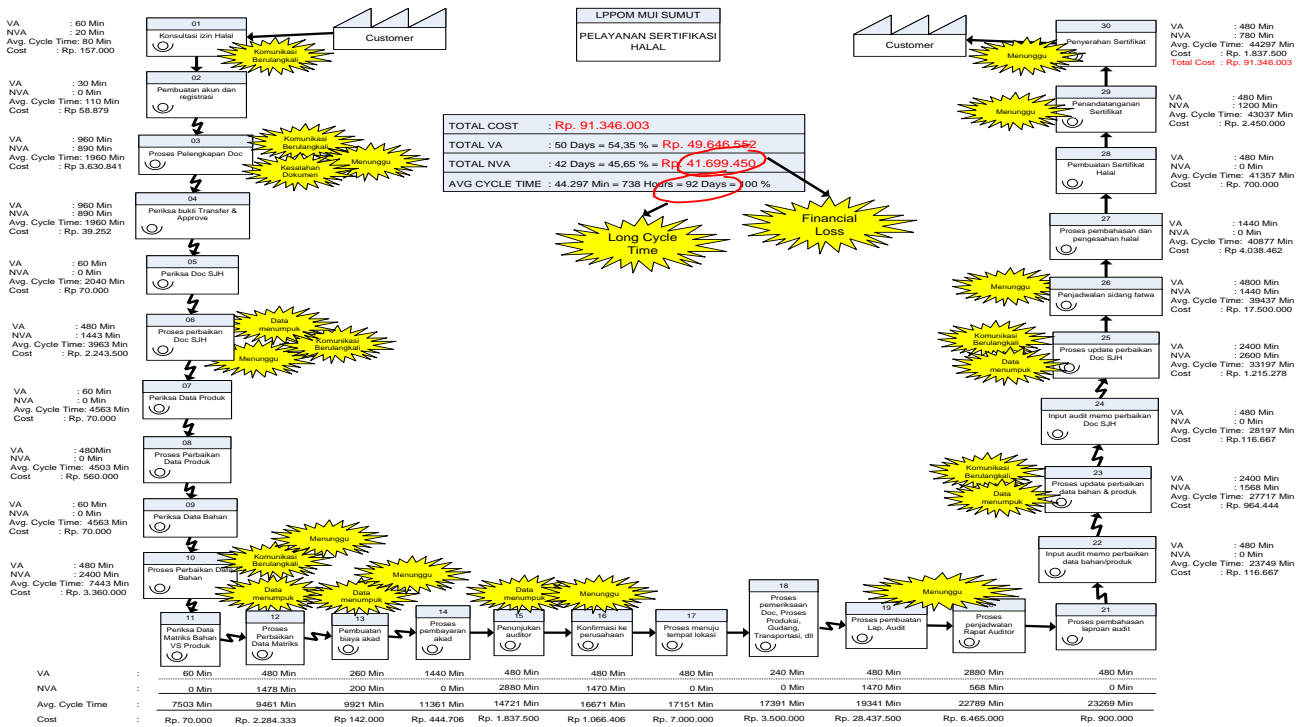 LPPOM MUI SUMUT
PELAYANAN SERTIFIKASI
HALAL
TOTAL COST : Rp. 91.346.003
TOTAL VA : 50 Days = 54,35 % = Rp. 49.646.552
TOTAL NVA : 42 Days = 45,65 % = Rp. 41.699.450
AVG CYCLE TIME : 44.297 Min = 738 Hours = 92 Days = 100 %
Long Cycle
Time
Financial
Loss
Customer
VA : 60 Min
NVA : 20 Min
Avg. Cycle Time: 80 Min
Cost : Rp. 157.000
01
Konsultasi izin Halal
Komunikasi
Berulangkali
VA : 30 Min
NVA : 0 Min
Avg. Cycle Time: 110 Min
Cost : Rp 58.879
02
Pembuatan akun dan
registrasi
VA : 960 Min
NVA : 890 Min
Avg. Cycle Time: 1960 Min
Cost : Rp 3.630.841
03
Proses Pelengkapan Doc
Komunikasi
Berulangkali
Menunggu
Kesalahan
Dokumen
VA : 960 Min
NVA : 890 Min
Avg. Cycle Time: 1960 Min
Cost : Rp 39.252
04
Periksa bukti Transfer &
Approve
VA : 60 Min
NVA : 0 Min
Avg. Cycle Time: 2040 Min
Cost : Rp 70.000
05
Periksa Doc SJH
VA : 480 Min
NVA : 1443 Min
Avg. Cycle Time: 3963 Min
Cost : Rp. 2.243.500
06
Proses perbaikan
Doc SJH
Data
menumpuk
Komunikasi
Berulangkali
Menunggu
VA : 60 Min
NVA : 0 Min
Avg. Cycle Time: 4563 Min
Cost : Rp. 70.000
07
Periksa Data Produk
VA : 480Min
NVA : 0 Min
Avg. Cycle Time: 4503 Min
Cost : Rp. 560.000
08
Proses Perbaikan
Data Produk
VA : 60 Min
NVA : 0 Min
Avg. Cycle Time: 4563 Min
Cost : Rp. 70.000
09
Periksa Data Bahan
VA : 480 Min
NVA : 2400 Min
Avg. Cycle Time: 7443 Min
Cost : Rp. 3.360.000
10
Proses Perbaikan Data
Bahan
Menunggu
Komunikasi
Berulangkali
Data
menumpuk
Menunggu
Data
menumpuk
Data
menumpuk
Menunggu
Menunggu
11
Periksa Data
Matriks Bahan
VS Produk
12
Proses
Perbaikan
Data Matriks
13
Pembuatan
biaya akad
14
Proses
pembayaran
akad
15
Penunjukan
auditor
16
Konfirmasi ke
perusahaan
17
Proses menuju
tempat lokasi
18
Proses
pemeriksaan
Doc, Proses
Produksi,
Gudang,
Transportasi, dll
19
Proses pembuatan
Lap. Audit
Proses
penjadwalan
Rapat Auditor
21
Proses pembahasan
laproan audit
VA : 60 Min 480 Min 260 Min 1440 Min 480 Min 480 Min 480 Min 240 Min 480 Min 2880 Min 480 Min
NVA : 0 Min 1478 Min 200 Min 0 Min 2880 Min 1470 Min 0 Min 0 Min 1470 Min 568 Min 0 Min
Avg. Cycle Time : 7503 Min 9461 Min 9921 Min 11361 Min 14721 Min 16671 Min 17151 Min 17391 Min 19341 Min 22789 Min 23269 Min
Cost : Rp. 70.000 Rp. 2.284.333 Rp 142.000 Rp. 444.706 Rp. 1.837.500 Rp. 1.066.406 Rp. 7.000.000 Rp. 3.500.000 Rp. 28.437.500 Rp. 6.465.000 Rp. 900.000
22
Input audit memo perbaikan
data bahan/produk
VA : 480 Min
NVA : 0 Min
Avg. Cycle Time: 23749 Min
Cost : Rp. 116.667
23
Proses update perbaikan
data bahan & produk
Komunikasi
Berulangkali
Data
menumpuk
VA : 2400 Min
NVA : 1568 Min
Avg. Cycle Time: 27717 Min
Cost : Rp. 964.444
24
Input audit memo perbaikan
Doc SJH
VA : 480 Min
NVA : 0 Min
Avg. Cycle Time: 28197 Min
Cost : Rp.116.667
25
Proses update perbaikan
Doc SJH
Komunikasi
Berulangkali
Data
menumpuk
VA : 2400 Min
NVA : 2600 Min
Avg. Cycle Time: 33197 Min
Cost : Rp. 1.215.278
26
Penjadwalan sidang fatwa
Menunggu
VA : 4800 Min
NVA : 1440 Min
Avg. Cycle Time: 39437 Min
Cost : Rp. 17.500.000
27
Proses pembahasan dan
pengesahan halal
VA : 1440 Min
NVA : 0 Min
Avg. Cycle Time: 40877 Min
Cost : Rp 4.038.462
28
Pembuatan Sertifikat
Halal
VA : 480 Min
NVA : 0 Min
Avg. Cycle Time: 41357 Min
Cost : Rp. 700.000
29
Penandatanganan
Sertifikat
Menunggu
VA : 480 Min
NVA : 1200 Min
Avg. Cycle Time: 43037 Min
Cost : Rp. 2.450.000
30
Penyerahan Sertifikat
Menunggu
Customer
VA : 480 Min
NVA : 780 Min
Avg. Cycle Time: 44297 Min
Cost : Rp. 1.837.500
Total Cost : Rp. 91.346.003